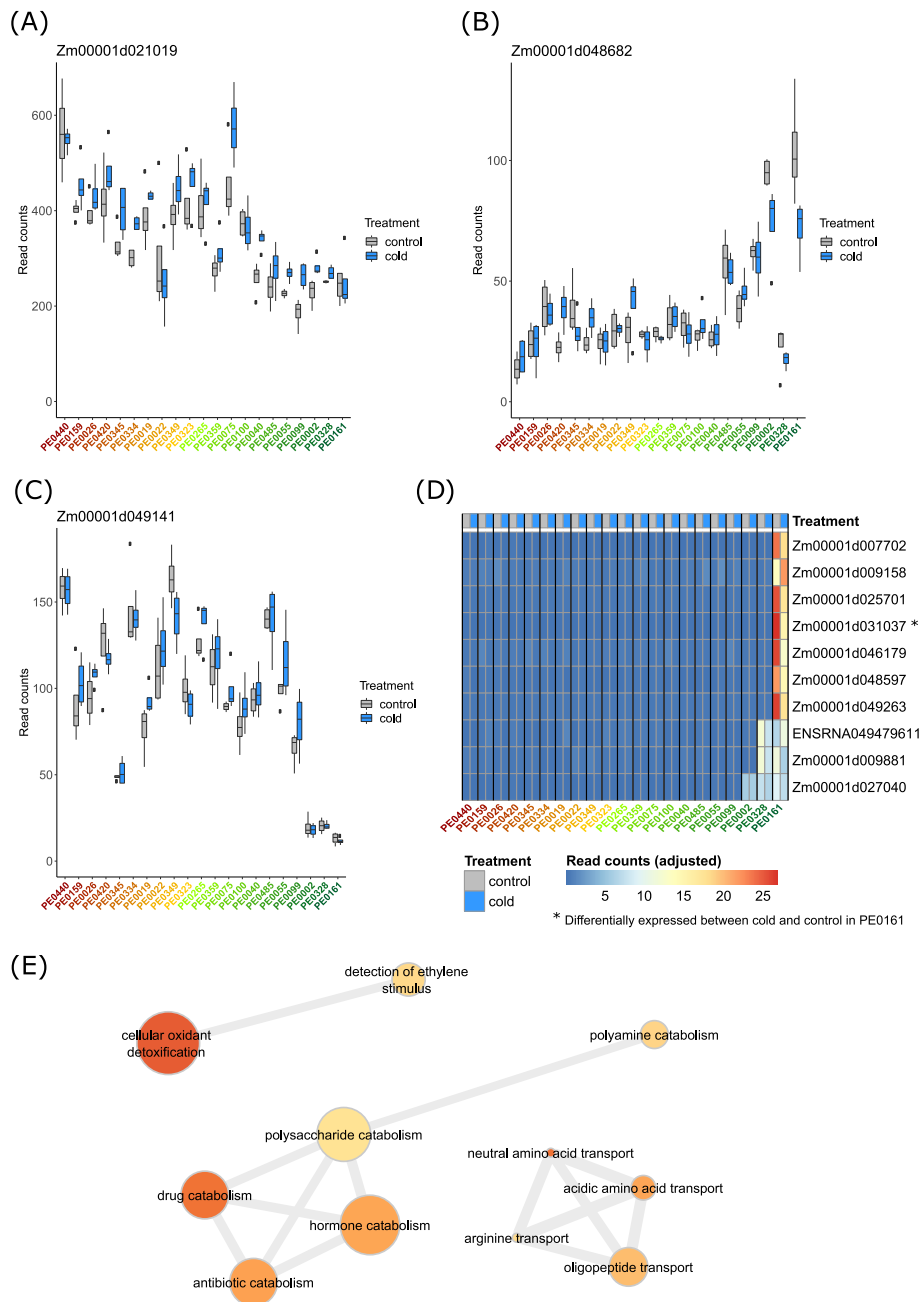 (A)
Zm00001d021019
Read counts
600
400
200
0
Treatment
control
cold
PE0440
PE0159
PE0026
PE0420
PE0345
PE0334
PE0019
PE0022
PE0349
PE0323
PE0265
PE0359
PE0075
PE0100
PE0040
PE0485
PE0055
PE0099
PE0002
PE0328
PE0161
(B)
Zm00001d048682
Read counts
100
50
0
Treatment
control
cold
PE0440
PE0159
PE0026
PE0420
PE0345
PE0334
PE0019
PE0022
PE0349
PE0323
PE0265
PE0359
PE0075
PE0100
PE0040
PE0485
PE0055
PE0099
PE0002
PE0328
PE0161
(C)
Zm00001d049141
Read counts
150
100
50
0
Treatment
control
cold
PE0440
PE0159
PE0026
PE0420
PE0345
PE0334
PE0019
PE0022
PE0349
PE0323
PE0265
PE0359
PE0075
PE0100
PE0040
PE0485
PE0055
PE0099
PE0002
PE0328
PE0161
(D)
Treatment
Zm00001d007702
Zm00001d009158
Zm00001d025701
Zm00001d031037 *
Zm00001d046179
Zm00001d048597
Zm00001d049263
ENSRNA049479611
Zm00001d009881
Zm00001d027040
PE0440
PE0159
PE0026
PE0420
PE0345
PE0334
PE0019
PE0022
PE0349
PE0323
PE0265
PE0359
PE0075
PE0100
PE0040
PE0485
PE0055
PE0099
PE0002
PE0328
PE0161
Treatment
control
cold
Read counts (adjusted)
5 10 15 20 25
* Differentially expressed between cold and control in PE0161
(E)
detection of ethylene
stimulus
cellular oxidant
detoxification
polyamine catabolism
polysaccharide catabolism
neutral amino acid transport
drug catabolism
acidic amino acid transport
hormone catabolism
arginine transport
oligopeptide transport
antibiotic catabolism